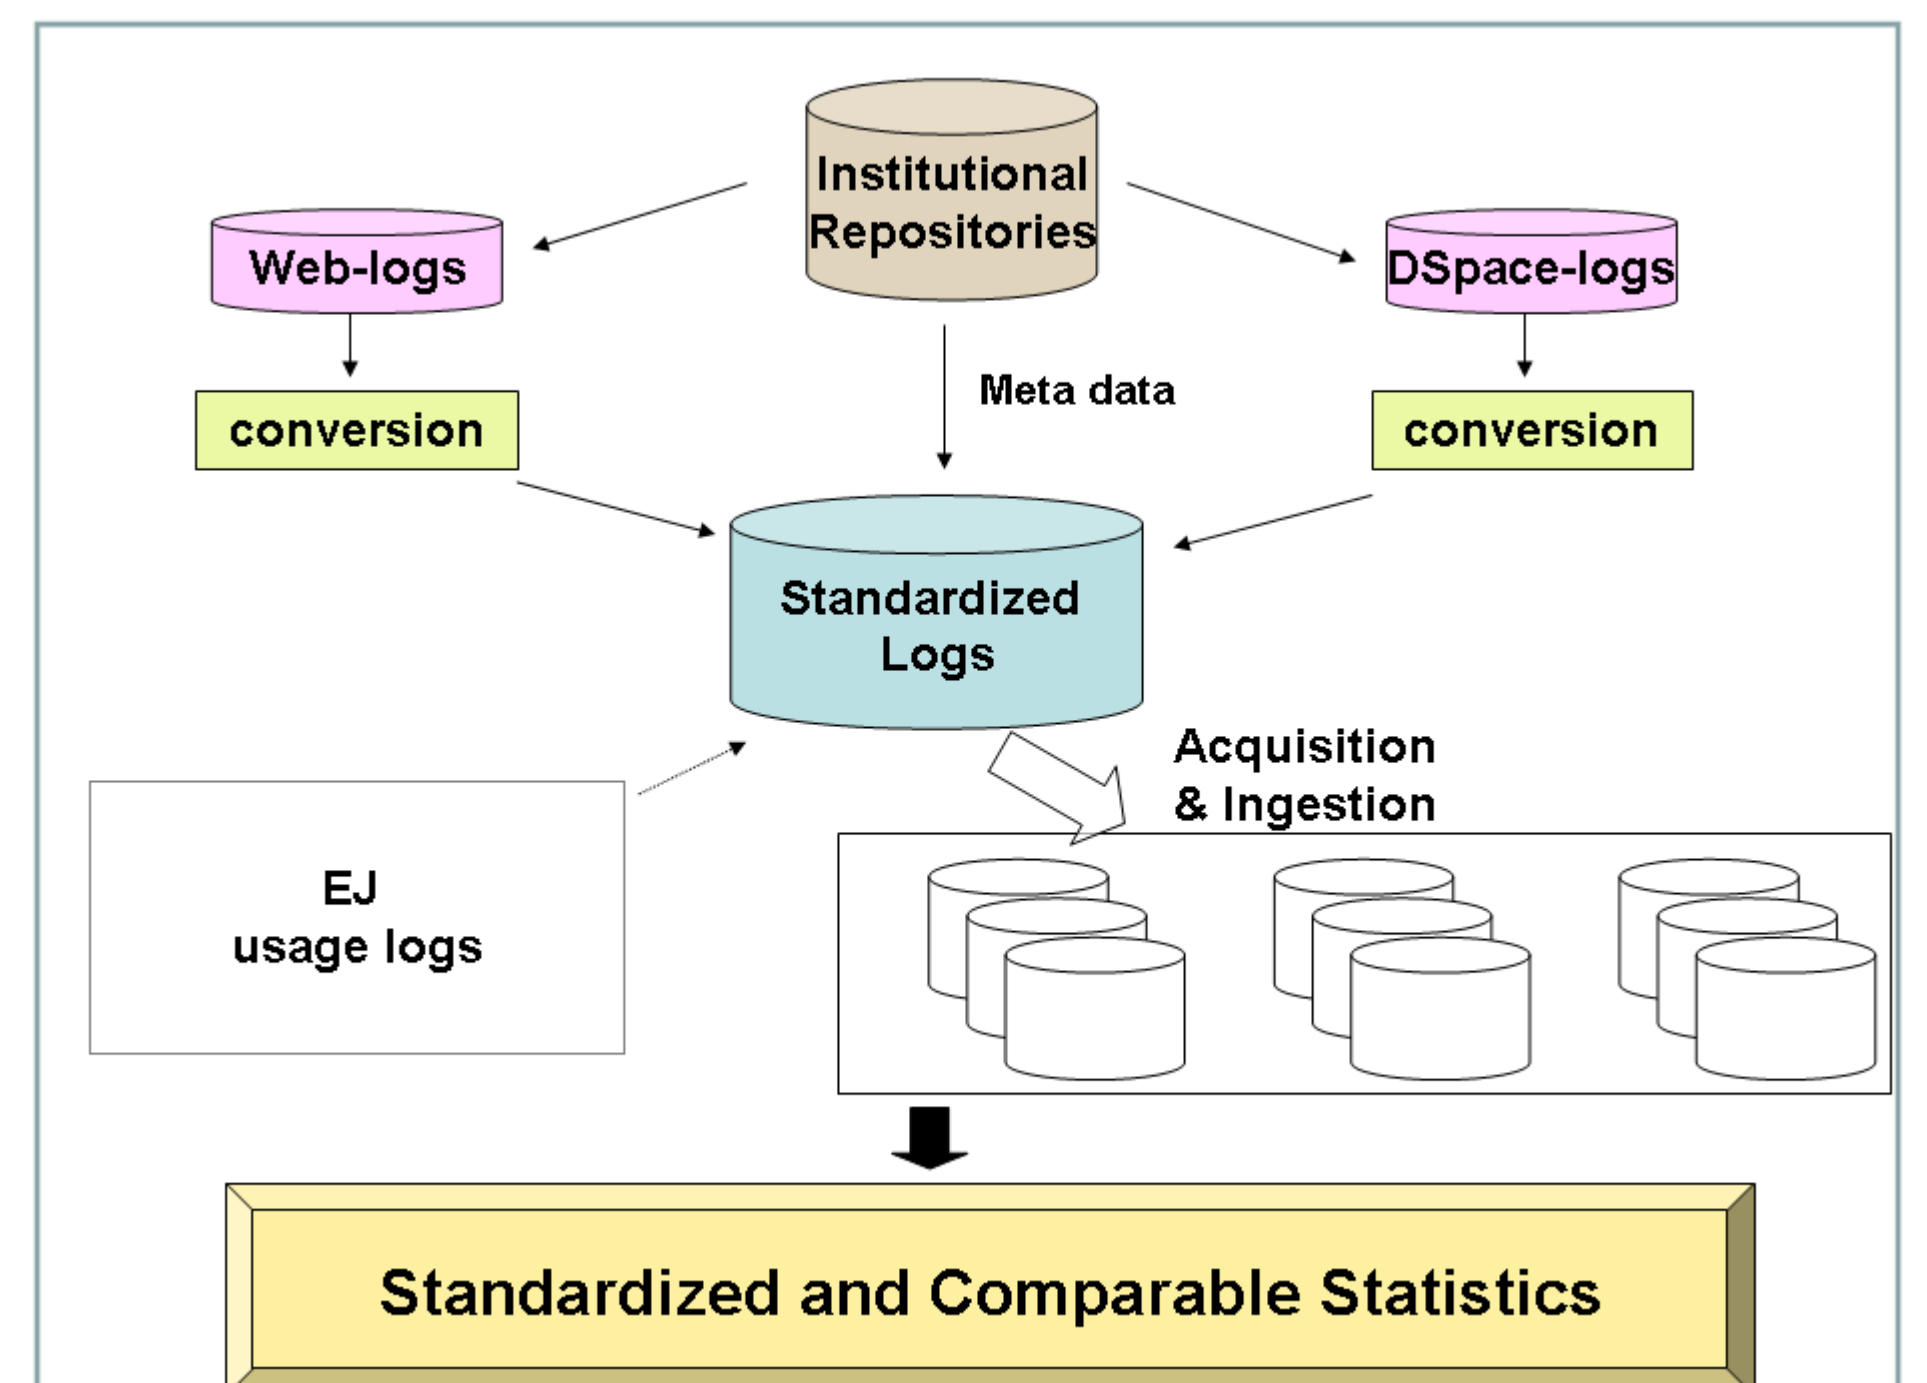 Institutional
Repositories
Web-logs
DSpace-logs
Meta data
conversion
conversion
Standardized
Logs
Acquisition
& Ingestion
EJ
usage logs
Standardized and Comparable Statistics